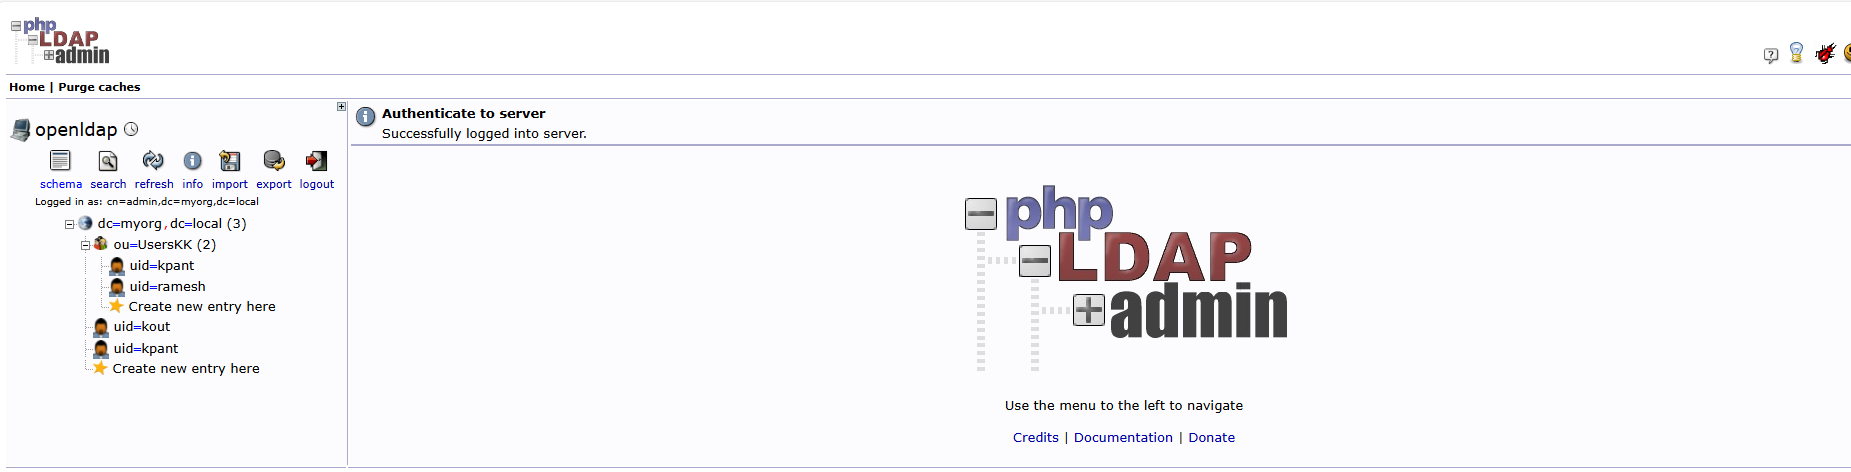 php
LDAP
admin
Home | Purge caches
openldap
schema search refresh info import export logout
Logged in as: cn=admin,dc=myorg,dc=local
dc=myorg,dc=local (3)
ou=UsersKK (2)
uid=kpant
uid=ramesh
Create new entry here
uid=kout
uid=kpant
Create new entry here
Authenticate to server
Successfully logged into server.
php
LDAP
admin
Use the menu to the left to navigate
Credits | Documentation | Donate